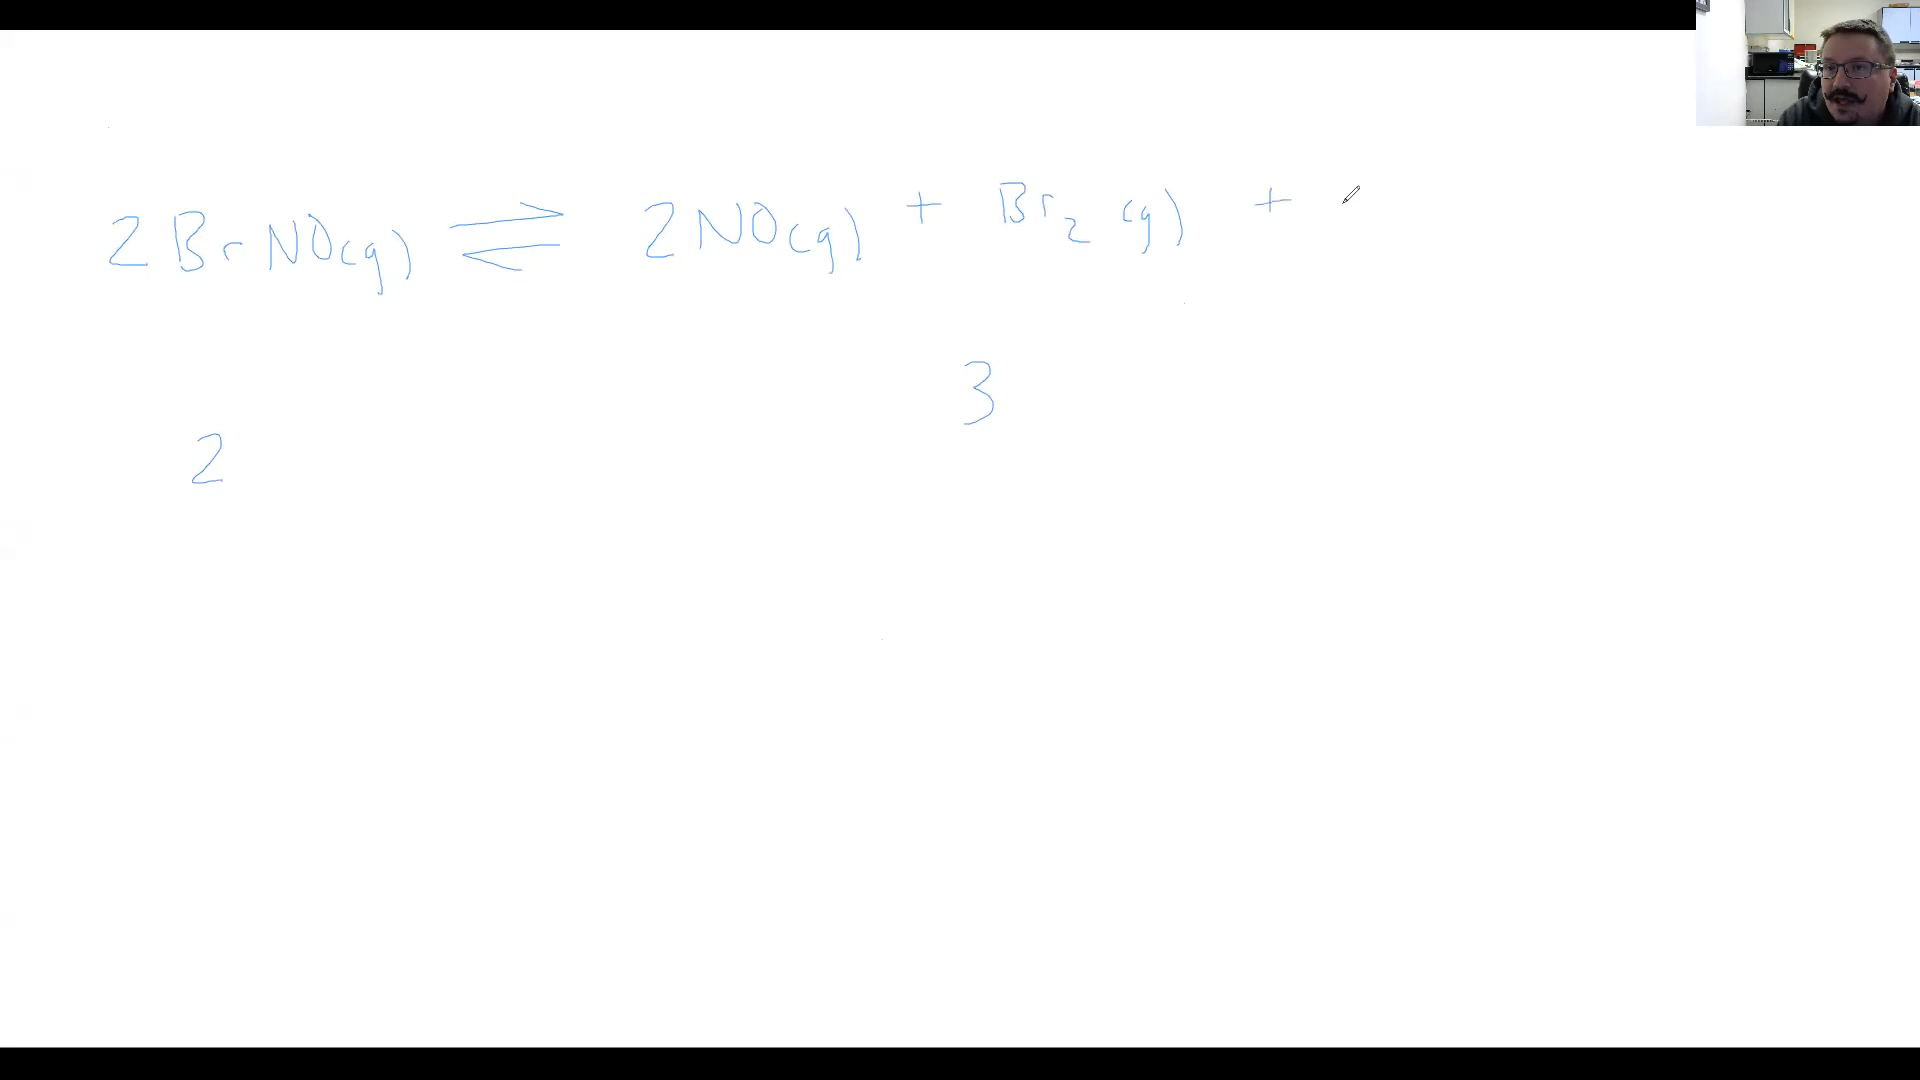 2BrNO(g) ⇌ 2NO(g) + Br₂ (g) +
3
2